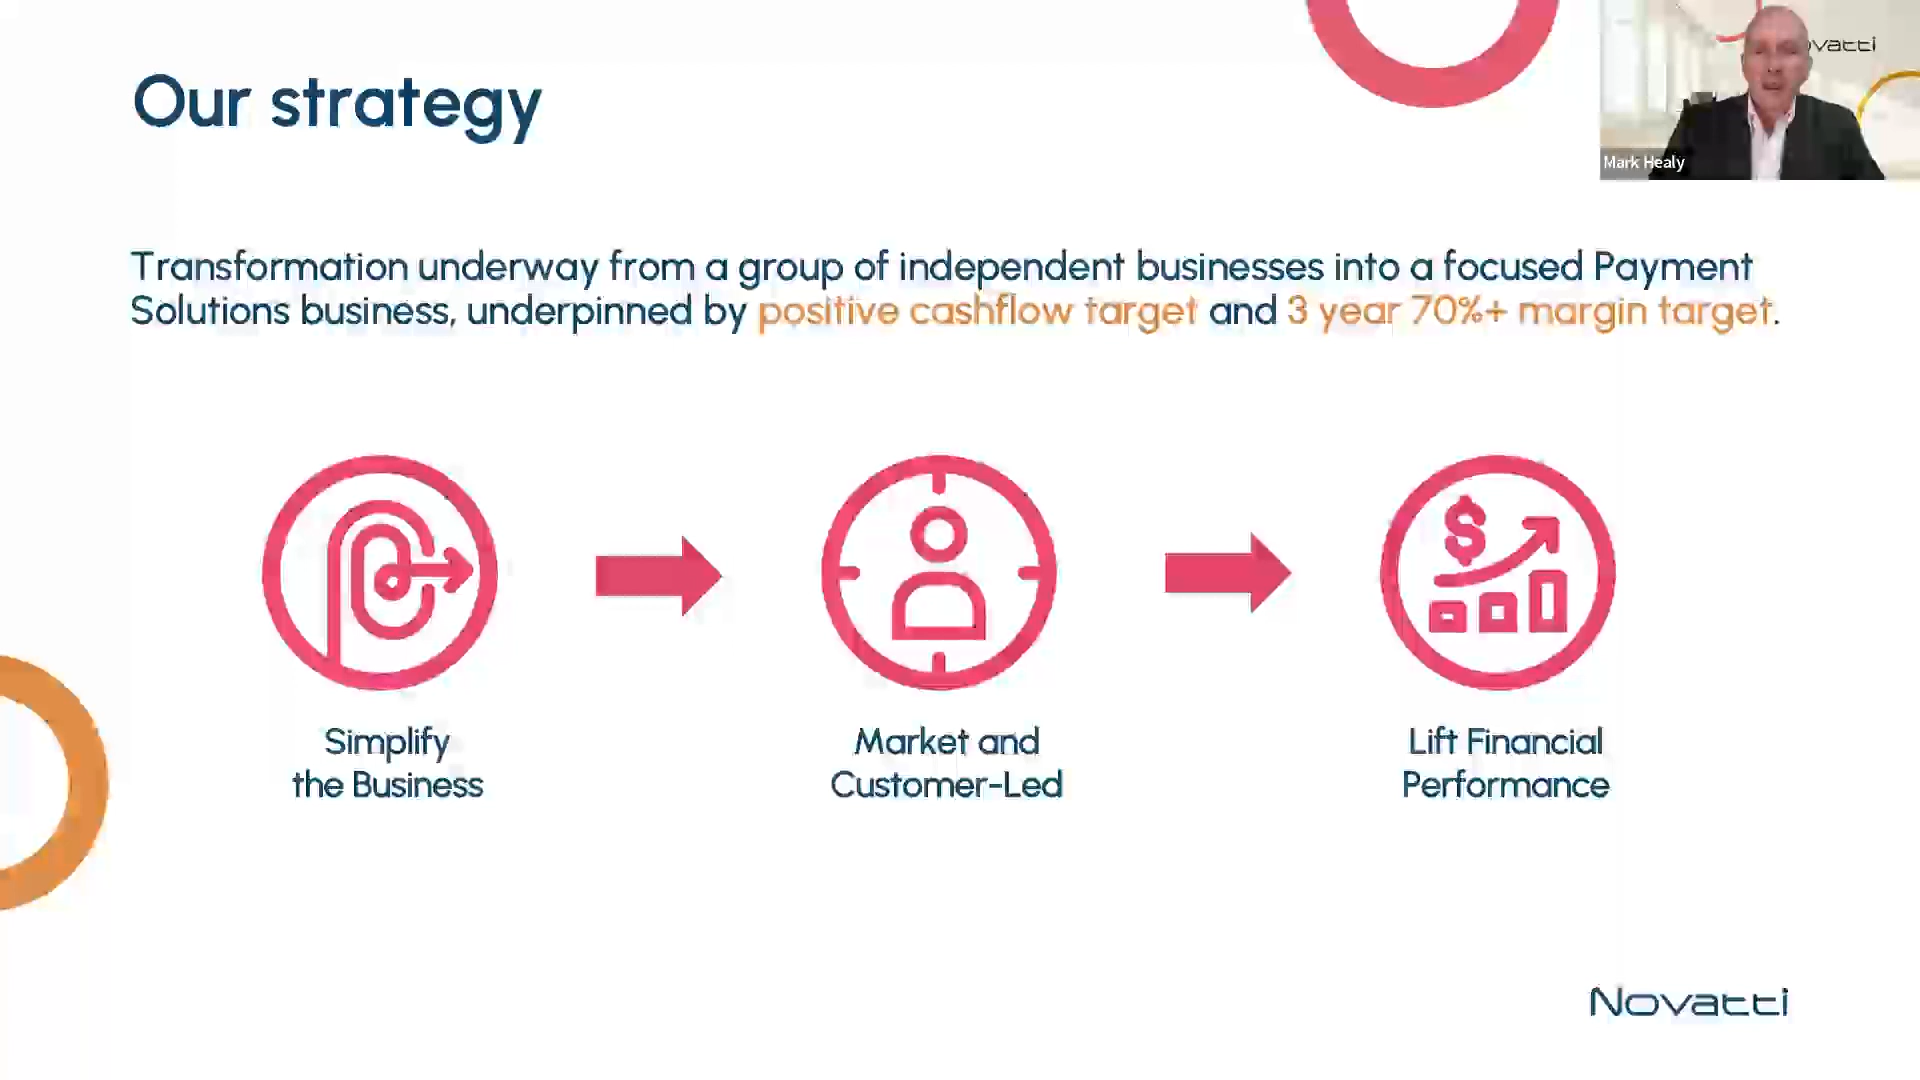 Our strategy
ovatti
Mark Healy
Transformation underway from a group of independent businesses into a focused Payment
Solutions business, underpinned by positive cashflow target and 3 year 70%+ margin target.
$
Simplify
the Business
Market and
Customer-Led
Lift Financial
Performance
Novatti